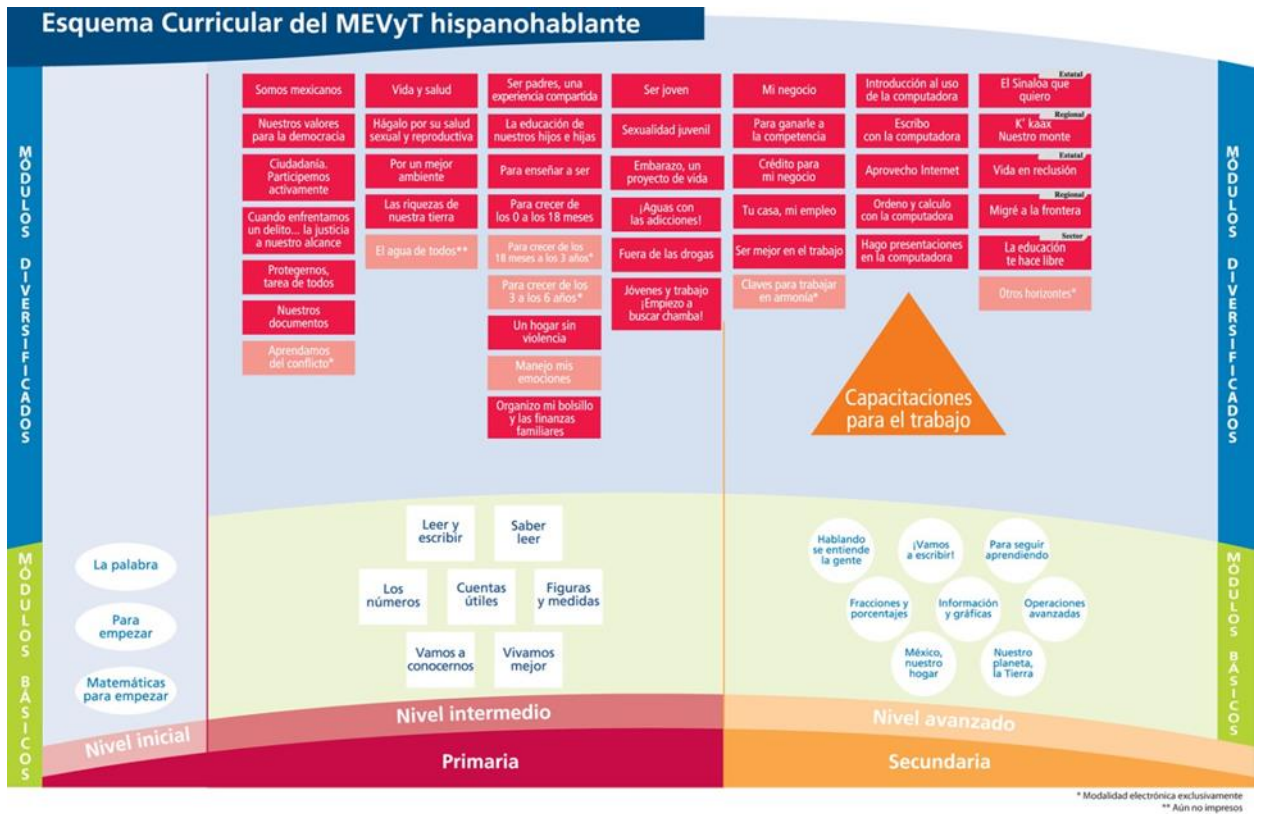 Esquema Curricular del MEVyT hispanohablante
MÓDULOS DIVERSIFICADOS
Somos mexicanos
Nuestros valores
para la democracia
Ciudadanía.
Participemos
activamente
Cuando enfrentamos
un delito... la justicia
a nuestro alcance
Protegernos,
tarea de todos
Nuestros
documentos
Aprendamos
del conflicto*
Vida y salud
Hágalo por su salud
sexual y reproductiva
Por un mejor
ambiente
Las riquezas de
nuestra tierra
El agua de todos**
Ser padres, una
experiencia compartida
La educación de
nuestros hijos e hijas
Para enseñar a ser
Para crecer de
los 0 a los 18 meses
Para crecer de los
18 meses a los 3 años*
Para crecer de los
3 a los 6 años*
Un hogar sin
violencia
Manejo mis
emociones
Organizo mi bolsillo
y las finanzas
familiares
Ser joven
Sexualidad juvenil
Embarazo, un
proyecto de vida
¡Aguas con
las adicciones!
Fuera de las drogas
Jóvenes y trabajo
¡Empiezo a
buscar chamba!
Mi negocio
Para ganarle a
la competencia
Crédito para
mi negocio
Tu casa, mi empleo
Ser mejor en el trabajo
Claves para trabajar
en armonía*
Introducción al uso
de la computadora
Escribo
con la computadora
Aprovecho Internet
Ordeno y calculo
con la computadora
Hago presentaciones
en la computadora
Estatal
El Sinaloa que
quiero
Regional
K' kaax
Nuestro monte
Estatal
Vida en reclusión
Regional
Migré a la frontera
Sector
La educación
te hace libre
Otros horizontes*
Capacitaciones
para el trabajo
MÓDULOS DIVERSIFICADOS
MÓDULOS BÁSICOS
La palabra
Para
empezar
Matemáticas
para empezar
Leer y
escribir
Saber
leer
Los
números
Cuentas
útiles
Figuras
y medidas
Vamos a
conocernos
Vivamos
mejor
Hablando
se entiende
la gente
¡Vamos
a escribir!
Para seguir
aprendiendo
Fracciones y
porcentajes
Información
y gráficas
Operaciones
avanzadas
México,
nuestro
hogar
Nuestro
planeta,
la Tierra
MÓDULOS BÁSICOS
Nivel inicial
Nivel intermedio
Nivel avanzado
Primaria
Secundaria
* Modalidad electrónica exclusivamente
** Aún no impresos